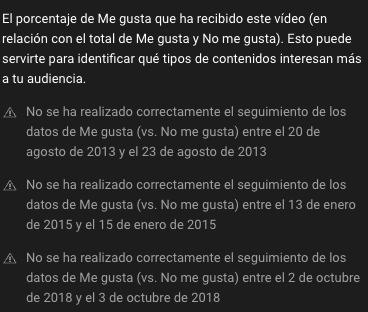 El porcentaje de Me gusta que ha recibido este vídeo (en
relación con el total de Me gusta y No me gusta). Esto puede
servirte para identificar qué tipos de contenidos interesan más
a tu audiencia.
No se ha realizado correctamente el seguimiento de los
datos de Me gusta (vs. No me gusta) entre el 20 de
agosto de 2013 y el 23 de agosto de 2013
No se ha realizado correctamente el seguimiento de los
datos de Me gusta (vs. No me gusta) entre el 13 de enero
de 2015 y el 15 de enero de 2015
No se ha realizado correctamente el seguimiento de los
datos de Me gusta (vs. No me gusta) entre el 2 de octubre
de 2018 y el 3 de octubre de 2018